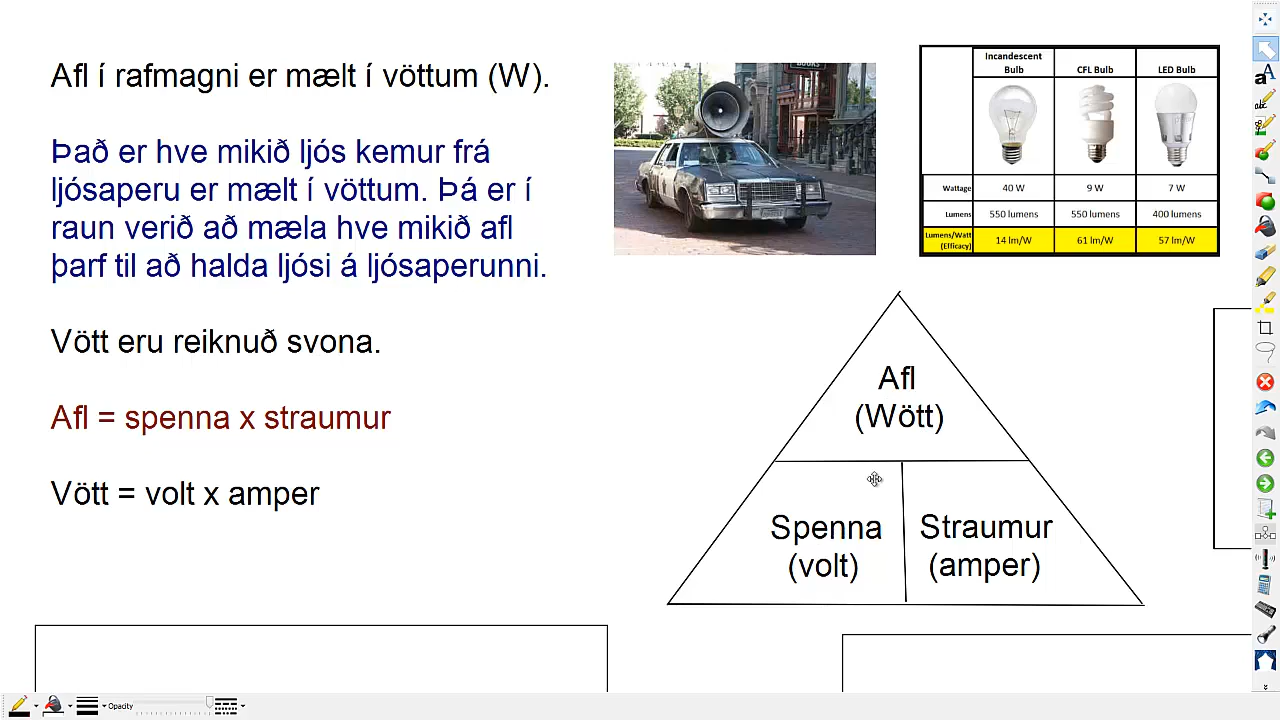 Afl í rafmagni er mælt í vöttum (W).
Það er hve mikið ljós kemur frá
ljósaperu er mælt í vöttum. Þá er í
raun verið að mæla hve mikið afl
þarf til að halda ljósi á ljósaperunni.
Vött eru reiknuð svona.
Afl = spenna x straumur
Vött = volt x amper
BOOKS
Incandescent Bulb CFL Bulb LED Bulb
Wattage 40 W 9 W 7 W
Lumens 550 lumens 550 lumens 400 lumens
Lumens/Watt (Efficacy) 14 lm/W 61 lm/W 57 lm/W
Afl
(Wött)
Spenna
(volt)
Straumur
(amper)
Opacity